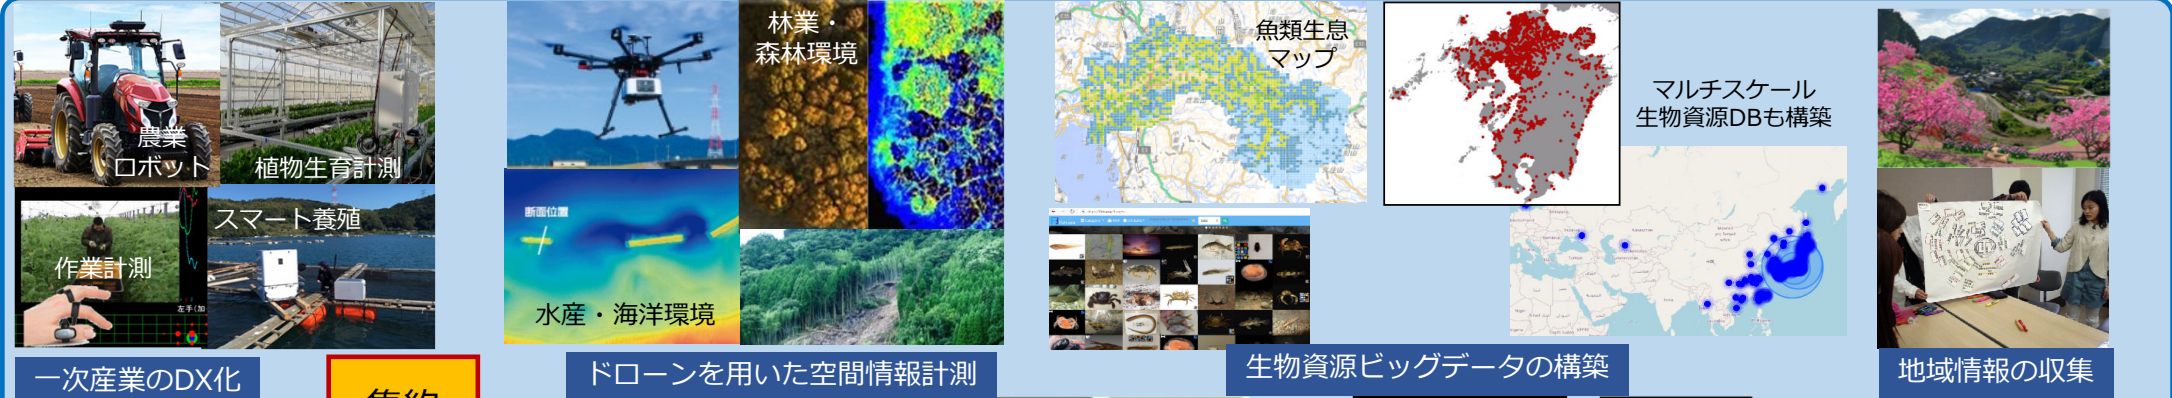 農業
ロボット
植物生育計測
作業計測
左手(加
スマート養殖
一次産業のDX化
集約
林業・
森林環境
断面位置
水産・海洋環境
ドローンを用いた空間情報計測
魚類生息
マップ
マルチスケール
生物資源DBも構築
生物資源ビッグデータの構築
地域情報の収集